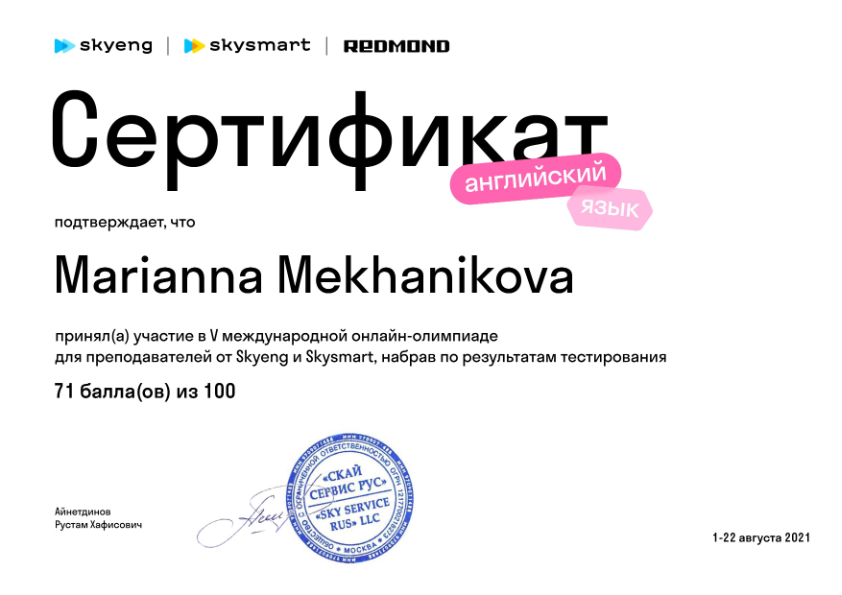 skyeng | skysmart | REDMOND
Сертификат
английский
язык
подтверждает, что
Marianna Mekhanikova
принял(а) участие в V международной онлайн-олимпиаде
для преподавателей от Skyeng и Skysmart, набрав по результатам тестирования
71 балла(ов) из 100
Айнетдинов
Рустам Хафисович
«СКАЙ
СЕРВИС РУС»
«SKY SERVICE
RUS» LLC
ОБЩЕСТВО С ОГРАНИЧЕННОЙ ОТВЕТСТВЕННОСТЬЮ
МОСКВА
1-22 августа 2021